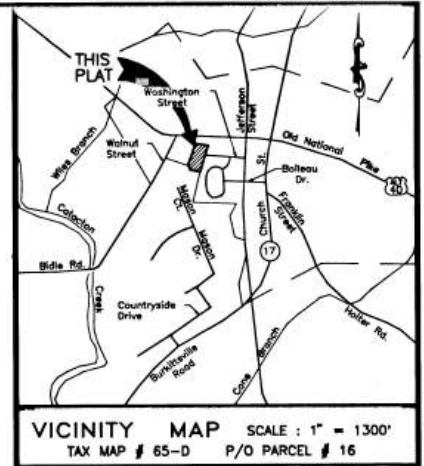 THIS
PLAT
Washington
Street
Jefferson
Street
Walnut
Street
Wiles Branch
Old National
Pike
St.
Boileau
Dr.
U.S.
40
Catoctin
Mason
Ct.
Mason
Dr.
Church
Franklin
Street
17
Bidle Rd.
Creek
Countryside
Drive
Holter Rd.
Burkittsville
Road
Cone Branch
VICINITY MAP SCALE : 1" = 1300'
TAX MAP # 65-D P/O PARCEL # 16